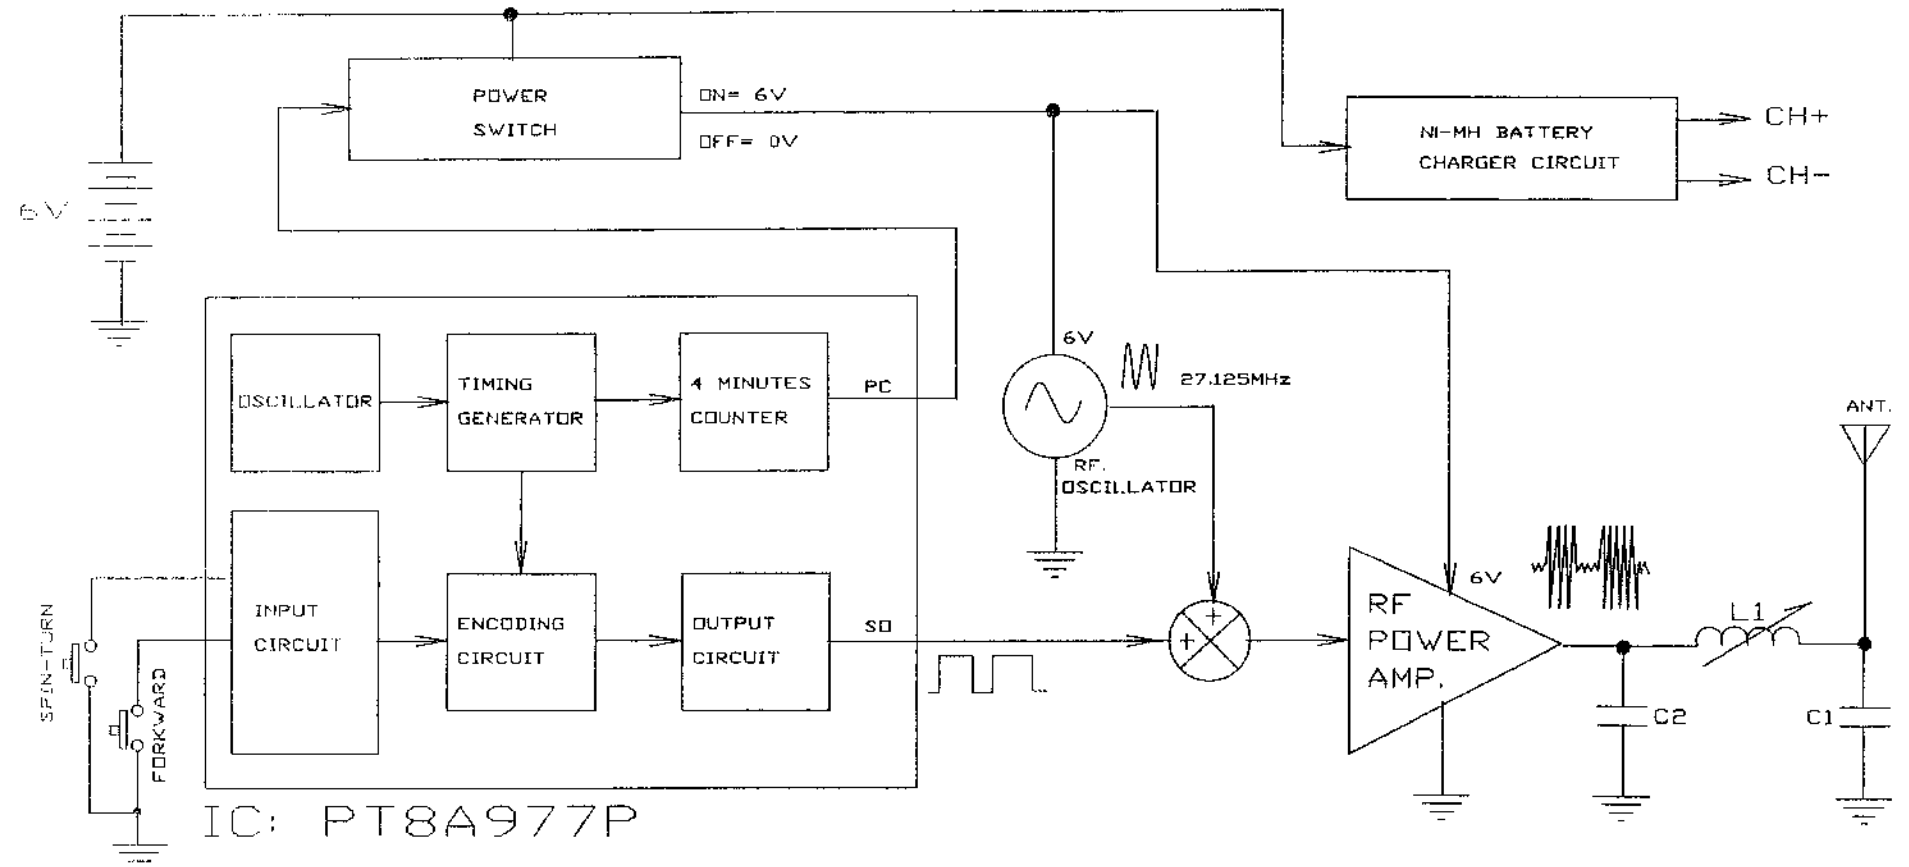 POWER
SWITCH
ON= 6V
OFF= 0V
NI-MH BATTERY
CHARGER CIRCUIT
CH+
CH-
6V
OSCILLATOR
TIMING
GENERATOR
4 MINUTES
COUNTER
PC
6V
27.125MHz
RF.
OSCILLATOR
ANT.
INPUT
CIRCUIT
ENCODING
CIRCUIT
OUTPUT
CIRCUIT
SO
+
+
6V
RF
POWER
AMP.
L1
C2
C1
SPIN-TURN
FORKWARD
IC: PT8A977P